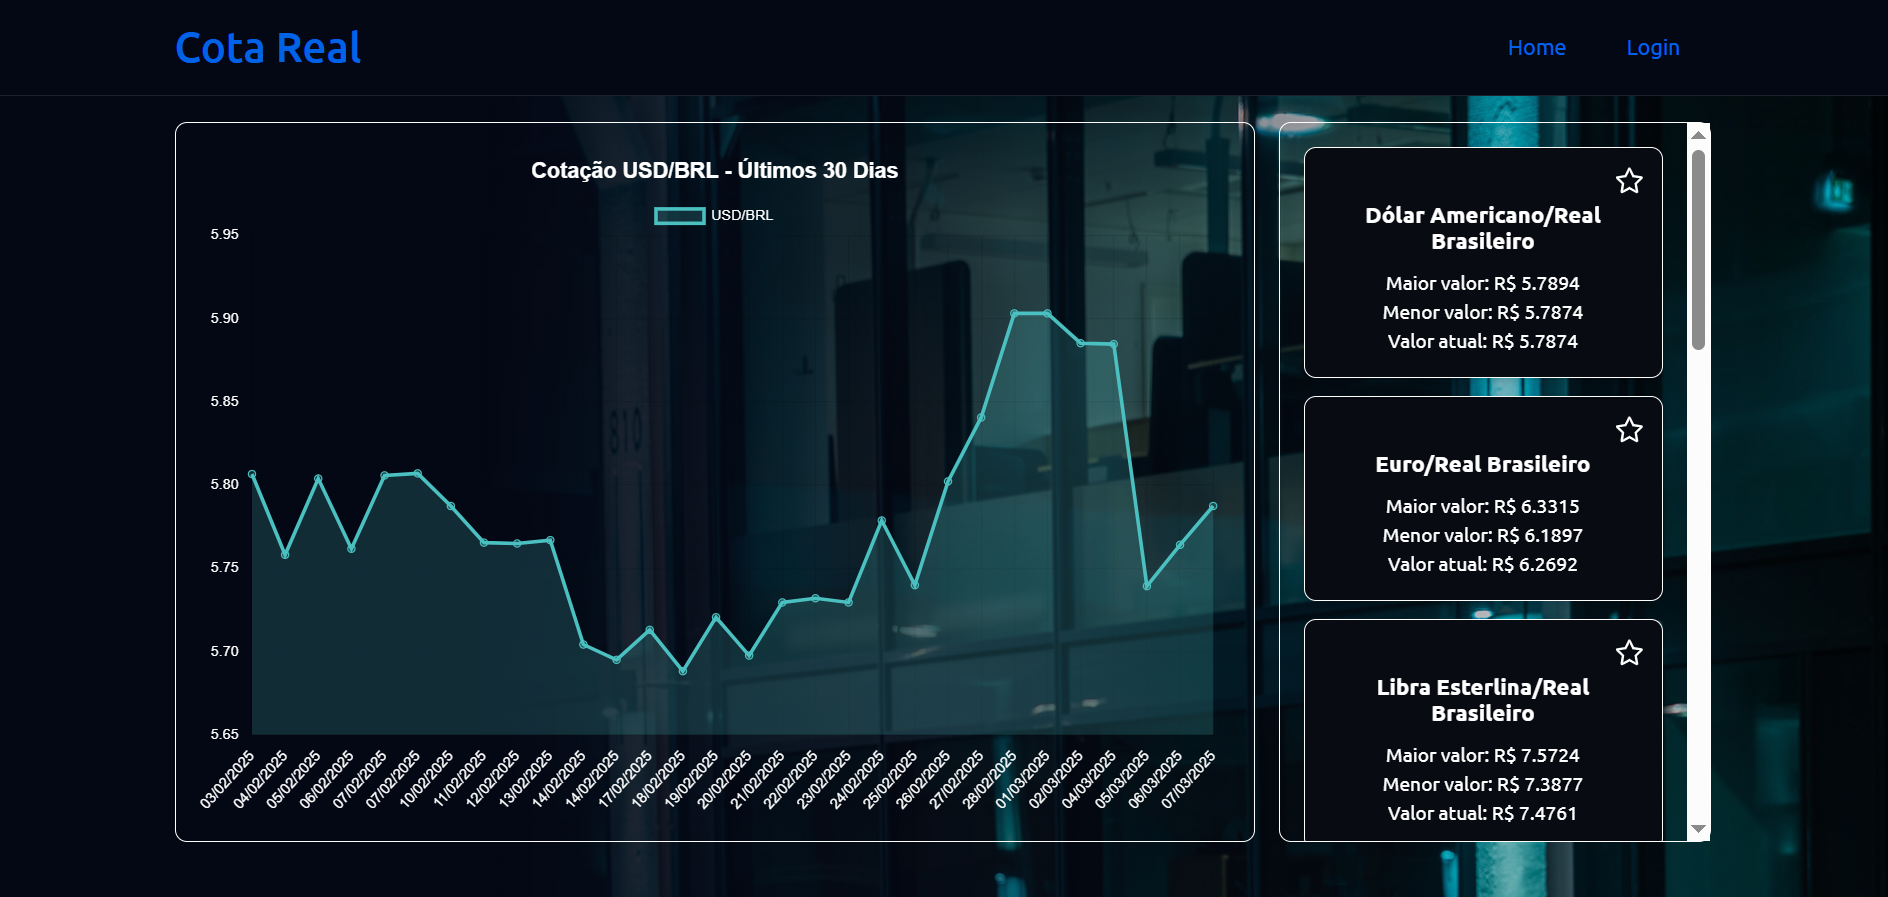 Cota Real
Home
Login
Cotação USD/BRL - Últimos 30 Dias
USD/BRL
5.95
5.90
5.85
5.80
5.75
5.70
5.65
03/02/2025
04/02/2025
05/02/2025
06/02/2025
07/02/2025
07/02/2025
10/02/2025
11/02/2025
12/02/2025
13/02/2025
14/02/2025
14/02/2025
17/02/2025
18/02/2025
19/02/2025
20/02/2025
21/02/2025
22/02/2025
23/02/2025
24/02/2025
25/02/2025
26/02/2025
27/02/2025
28/02/2025
01/03/2025
02/03/2025
04/03/2025
05/03/2025
06/03/2025
07/03/2025
810
Dólar Americano/Real
Brasileiro
Maior valor: R$ 5.7894
Menor valor: R$ 5.7874
Valor atual: R$ 5.7874
Euro/Real Brasileiro
Maior valor: R$ 6.3315
Menor valor: R$ 6.1897
Valor atual: R$ 6.2692
Libra Esterlina/Real
Brasileiro
Maior valor: R$ 7.5724
Menor valor: R$ 7.3877
Valor atual: R$ 7.4761